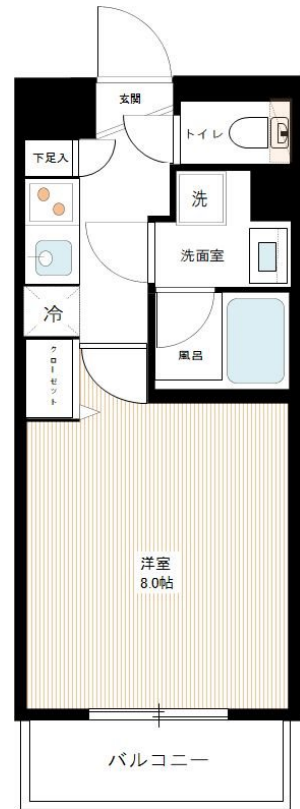 玄関
トイレ
下足入
洗
洗面室
冷
風呂
クローゼット
洋室
8.0帖
バルコニー